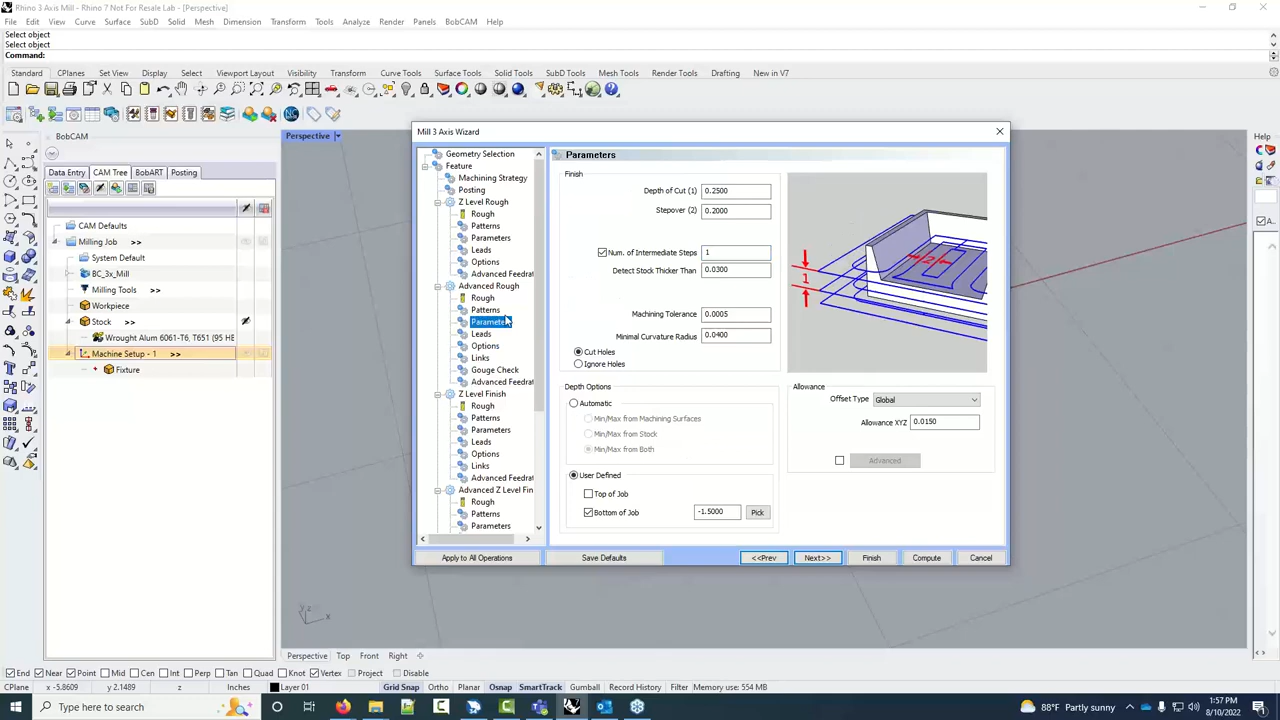 Rhino 3 Axis Mill - Rhino 7 Not For Resale Lab - [Perspective]
File Edit View Curve Surface SubD Solid Mesh Dimension Transform Tools Analyze Render Panels BobCAM Help
Select object
Select object
Command:
Standard CPlanes Set View Display Select Viewport Layout Visibility Transform Curve Tools Surface Tools Solid Tools SubD Tools Mesh Tools Render Tools Drafting New in V7
BobCAM
Data Entry CAM Tree BobART Posting
CAM Defaults
Milling Job >>
System Default
BC_3x_Mill
Milling Tools >>
Workpiece
Stock >>
Wrought Alum 6061-T6, T651 (95 HE
Machine Setup - 1 >>
Fixture
Perspective
Mill 3 Axis Wizard
Geometry Selection
Feature
Machining Strategy
Posting
Z Level Rough
Rough
Patterns
Parameters
Leads
Options
Advanced Feedrat
Advanced Rough
Rough
Patterns
Paramete
Leads
Options
Links
Gouge Check
Advanced Feedrat
Z Level Finish
Rough
Patterns
Parameters
Leads
Options
Links
Advanced Feedrat
Advanced Z Level Fin
Rough
Patterns
Parameters
Parameters
Finish
Depth of Cut (1) 0.2500
Stepover (2) 0.2000
Num. of Intermediate Steps 1
Detect Stock Thicker Than 0.0300
Machining Tolerance 0.0005
Minimal Curvature Radius 0.0400
Cut Holes
Ignore Holes
1
2
Depth Options
Automatic
Min/Max from Machining Surfaces
Min/Max from Stock
Min/Max from Both
User Defined
Top of Job
Bottom of Job -1.5000 Pick
Allowance
Offset Type Global
Allowance XYZ 0.0150
Advanced
Apply to All Operations Save Defaults <<Prev Next>> Finish Compute Cancel
Help
y z x
Perspective Top Front Right
End Near Point Mid Cen Int Perp Tan Quad Knot Vertex Project Disable
CPlane x -5.8609 y 2.1489 z Inches Layer 01 Grid Snap Ortho Planar Osnap SmartTrack Gumball Record History Filter Memory use: 554 MB
Type here to search
88°F Partly sunny
1:57 PM
8/10/2022